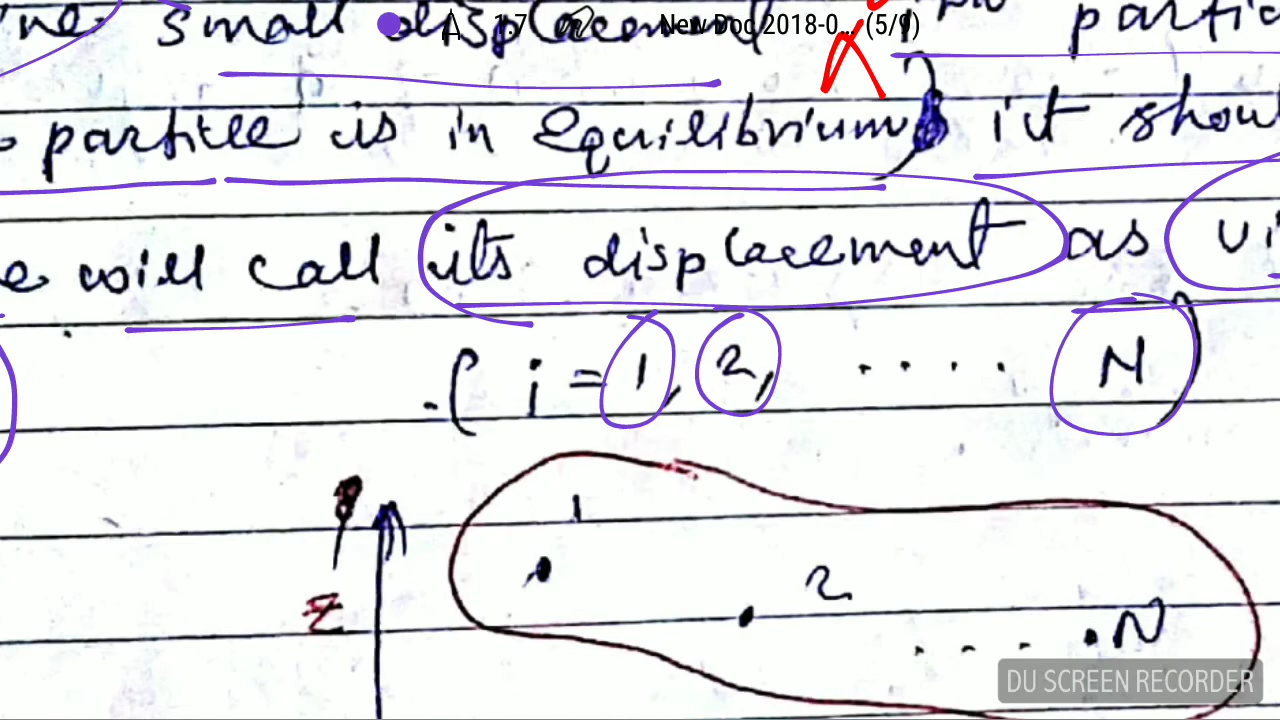 small displacement
New Doc 2018-0... (5/9)
particle is in Equilibrium, it shou
will call its displacement as vi
( i = 1, 2, .... N )
1
z
2
.... . N
DU SCREEN RECORDER